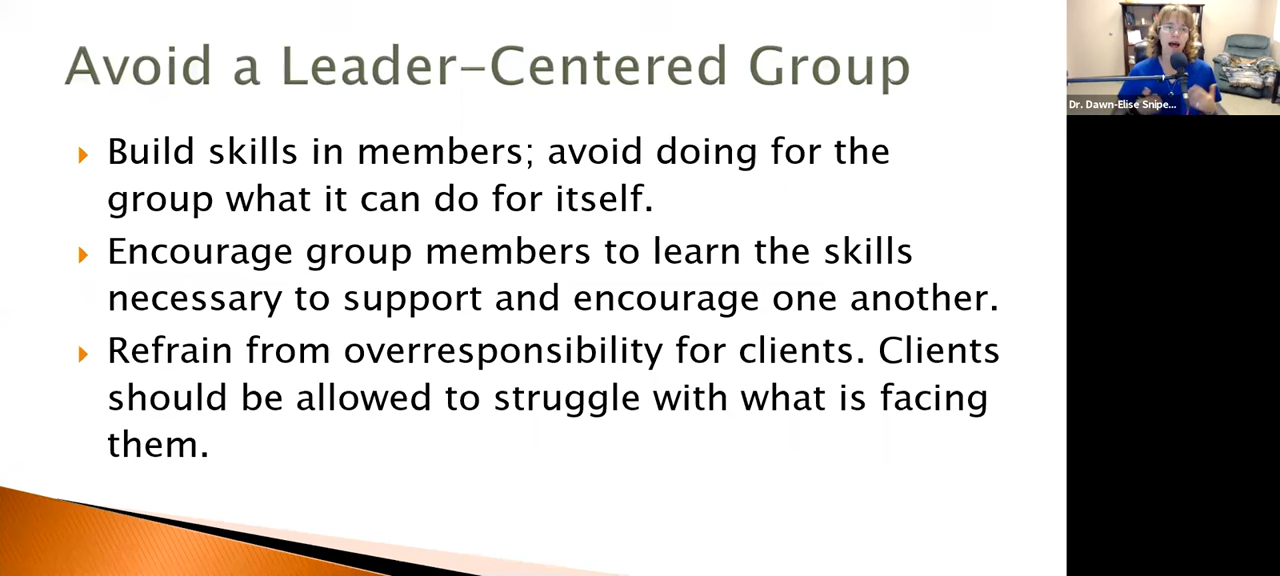 Avoid a Leader-Centered Group
Build skills in members; avoid doing for the
group what it can do for itself.
Encourage group members to learn the skills
necessary to support and encourage one another.
Refrain from overresponsibility for clients. Clients
should be allowed to struggle with what is facing
them.
Dr. Dawn-Elise Snipe...